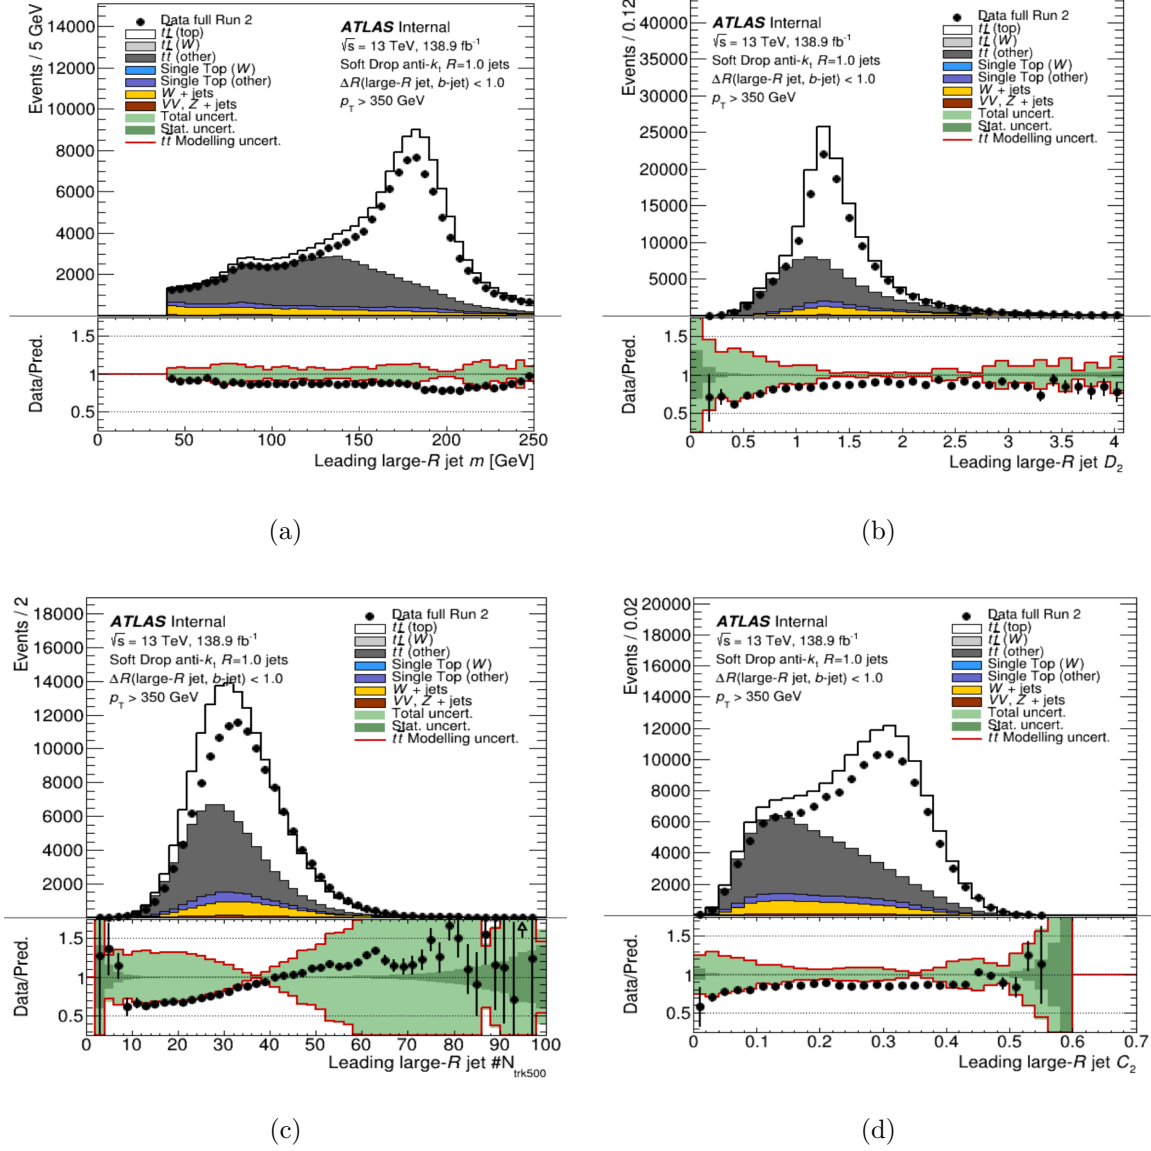 Events / 5 GeV
14000
12000
10000
8000
6000
4000
2000
Data full Run 2
tt (top)
tt (W)
tt (other)
Single Top (W)
Single Top (other)
W + jets
VV, Z + jets
Total uncert.
Stat. uncert.
tt Modelling uncert.
ATLAS Internal
√s = 13 TeV, 138.9 fb-1
Soft Drop anti-kt R=1.0 jets
ΔR(large-R jet, b-jet) < 1.0
pT > 350 GeV
Data/Pred.
1.5
1
0.5
0 50 100 150 200 250
Leading large-R jet m [GeV]
(a)
Events / 0.12
40000
35000
30000
25000
20000
15000
10000
5000
ATLAS Internal
√s = 13 TeV, 138.9 fb-1
Soft Drop anti-kt R=1.0 jets
ΔR(large-R jet, b-jet) < 1.0
pT > 350 GeV
Data full Run 2
tt (top)
tt (W)
tt (other)
Single Top (W)
Single Top (other)
W + jets
VV, Z + jets
Total uncert.
Stat. uncert.
tt Modelling uncert.
Data/Pred.
1.5
1
0.5
0 0.5 1 1.5 2 2.5 3 3.5 4
Leading large-R jet D2
(b)
Events / 2
18000
16000
14000
12000
10000
8000
6000
4000
2000
ATLAS Internal
√s = 13 TeV, 138.9 fb-1
Soft Drop anti-kt R=1.0 jets
ΔR(large-R jet, b-jet) < 1.0
pT > 350 GeV
Data full Run 2
tt (top)
tt (W)
tt (other)
Single Top (W)
Single Top (other)
W + jets
VV, Z + jets
Total uncert.
Stat. uncert.
tt Modelling uncert.
Data/Pred.
1.5
1
0.5
0 10 20 30 40 50 60 70 80 90 100
Leading large-R jet #Ntrk500
(c)
Events / 0.02
20000
18000
16000
14000
12000
10000
8000
6000
4000
2000
ATLAS Internal
√s = 13 TeV, 138.9 fb-1
Soft Drop anti-kt R=1.0 jets
ΔR(large-R jet, b-jet) < 1.0
pT > 350 GeV
Data full Run 2
tt (top)
tt (W)
tt (other)
Single Top (W)
Single Top (other)
W + jets
VV, Z + jets
Total uncert.
Stat. uncert.
tt Modelling uncert.
Data/Pred.
1.5
1
0.5
0 0.1 0.2 0.3 0.4 0.5 0.6 0.7
Leading large-R jet C2
(d)